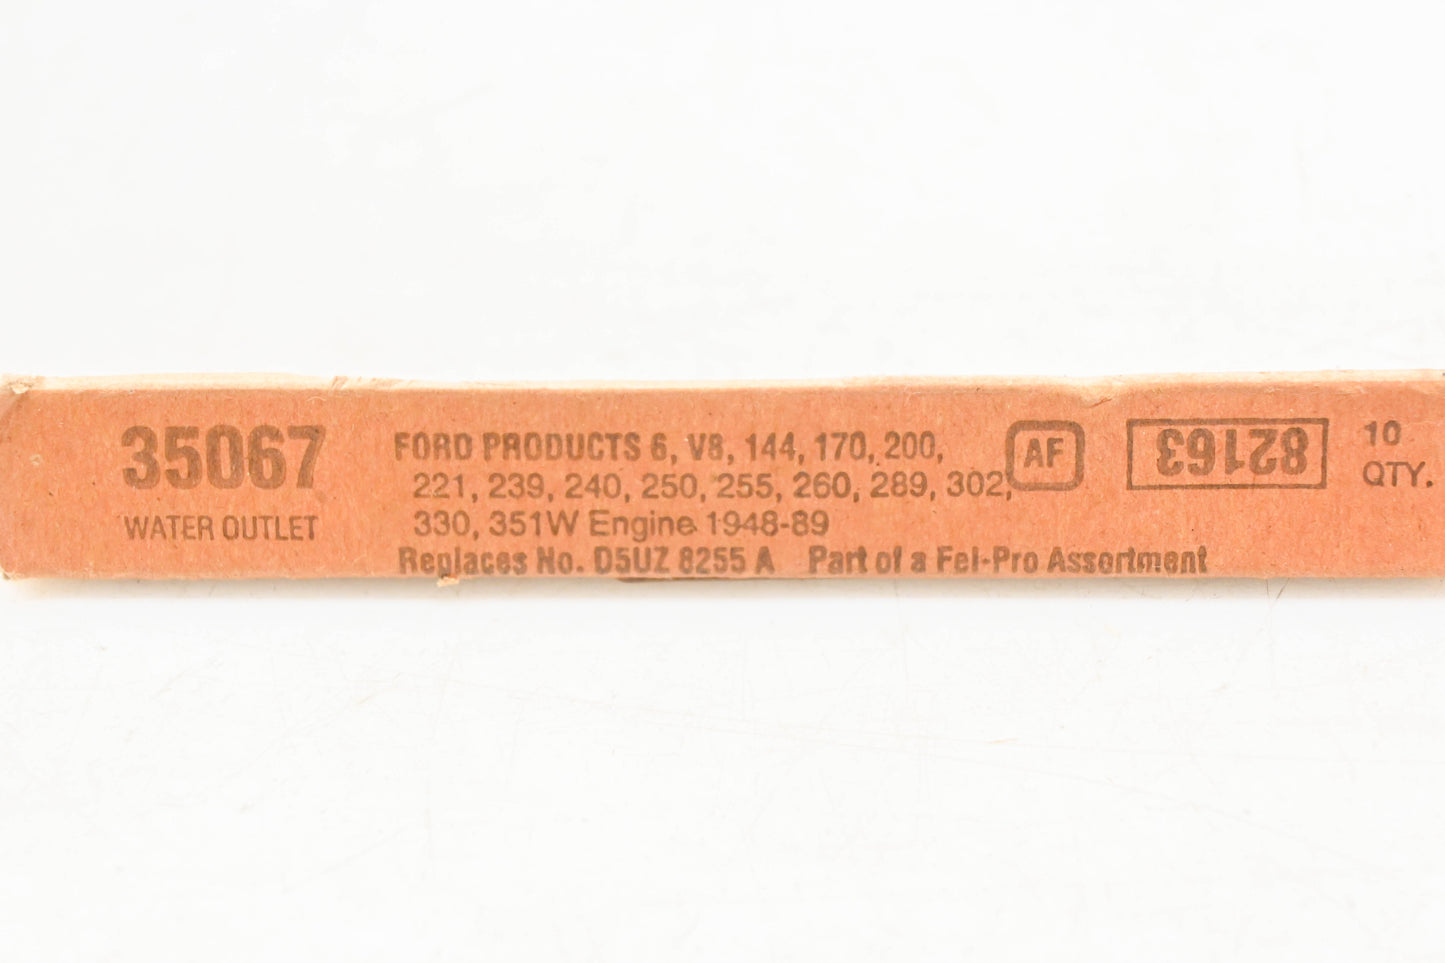 35067
WATER OUTLET
FORD PRODUCTS 6, V8, 144, 170, 200,
221, 239, 240, 250, 255, 260, 289, 302,
330, 351W Engine 1948-89
Replaces No. D5UZ 8255 A Part of a Fel-Pro Assortment
AF
82163
10
QTY.